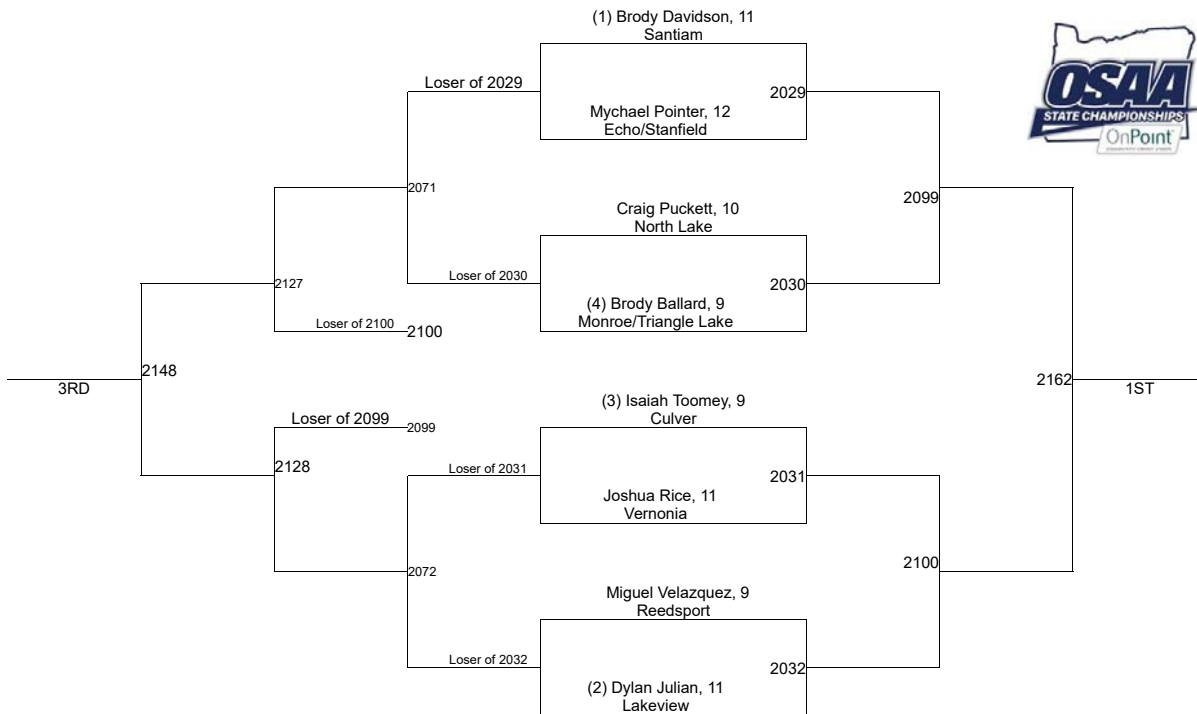 (1) Brody Davidson, 11
Santiam
OSAA
STATE CHAMPIONSHIPS
OnPoint
Loser of 2029
2029
Mychael Pointer, 12
Echo/Stanfield
2071
2099
Craig Puckett, 10
North Lake
Loser of 2030
2030
2127
(4) Brody Ballard, 9
Monroe/Triangle Lake
Loser of 2100
2100
2148
2162
3RD
1ST
(3) Isaiah Toomey, 9
Culver
Loser of 2099
2099
2128
Loser of 2031
2031
Joshua Rice, 11
Vernonia
2072
2100
Miguel Velazquez, 9
Reedsport
Loser of 2032
2032
(2) Dylan Julian, 11
Lakeview